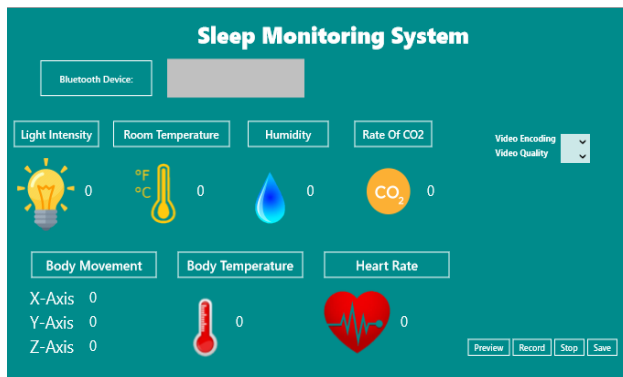 Sleep Monitoring System
Bluetooth Device:
Light Intensity
Room Temperature
Humidity
Rate Of CO2
Video Encoding
Video Quality
0
°F
°C
0
0
CO2
0
Body Movement
Body Temperature
Heart Rate
X-Axis 0
Y-Axis 0
Z-Axis 0
0
0
Preview
Record
Stop
Save